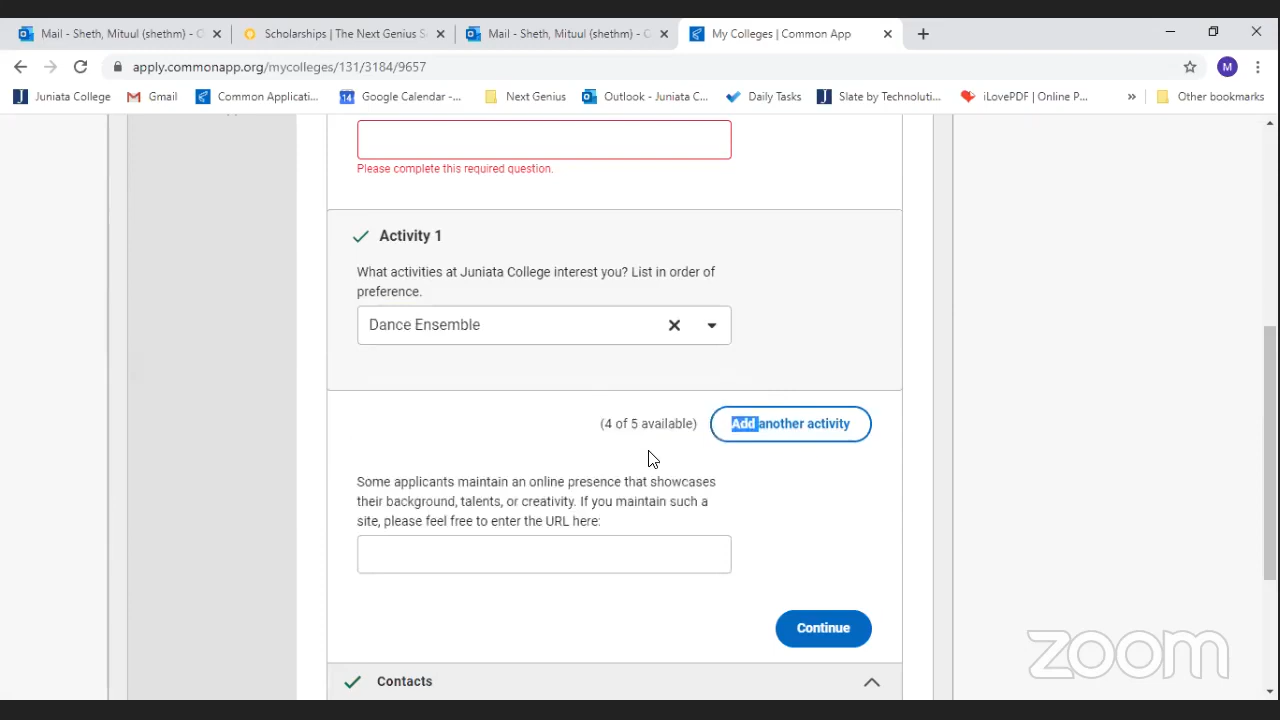 Mail - Sheth, Mituul (shethm) - O
Scholarships | The Next Genius S
Mail - Sheth, Mituul (shethm) - O
My Colleges | Common App
apply.commonapp.org/mycolleges/131/3184/9657
M
Juniata College
Gmail
Common Applicati...
14
Google Calendar -...
Next Genius
Outlook - Juniata C...
Daily Tasks
Slate by Technoluti...
iLovePDF | Online P...
Other bookmarks
Please complete this required question.
Activity 1
What activities at Juniata College interest you? List in order of
preference.
Dance Ensemble
(4 of 5 available)
Add another activity
Some applicants maintain an online presence that showcases
their background, talents, or creativity. If you maintain such a
site, please feel free to enter the URL here:
Continue
Contacts
zoom